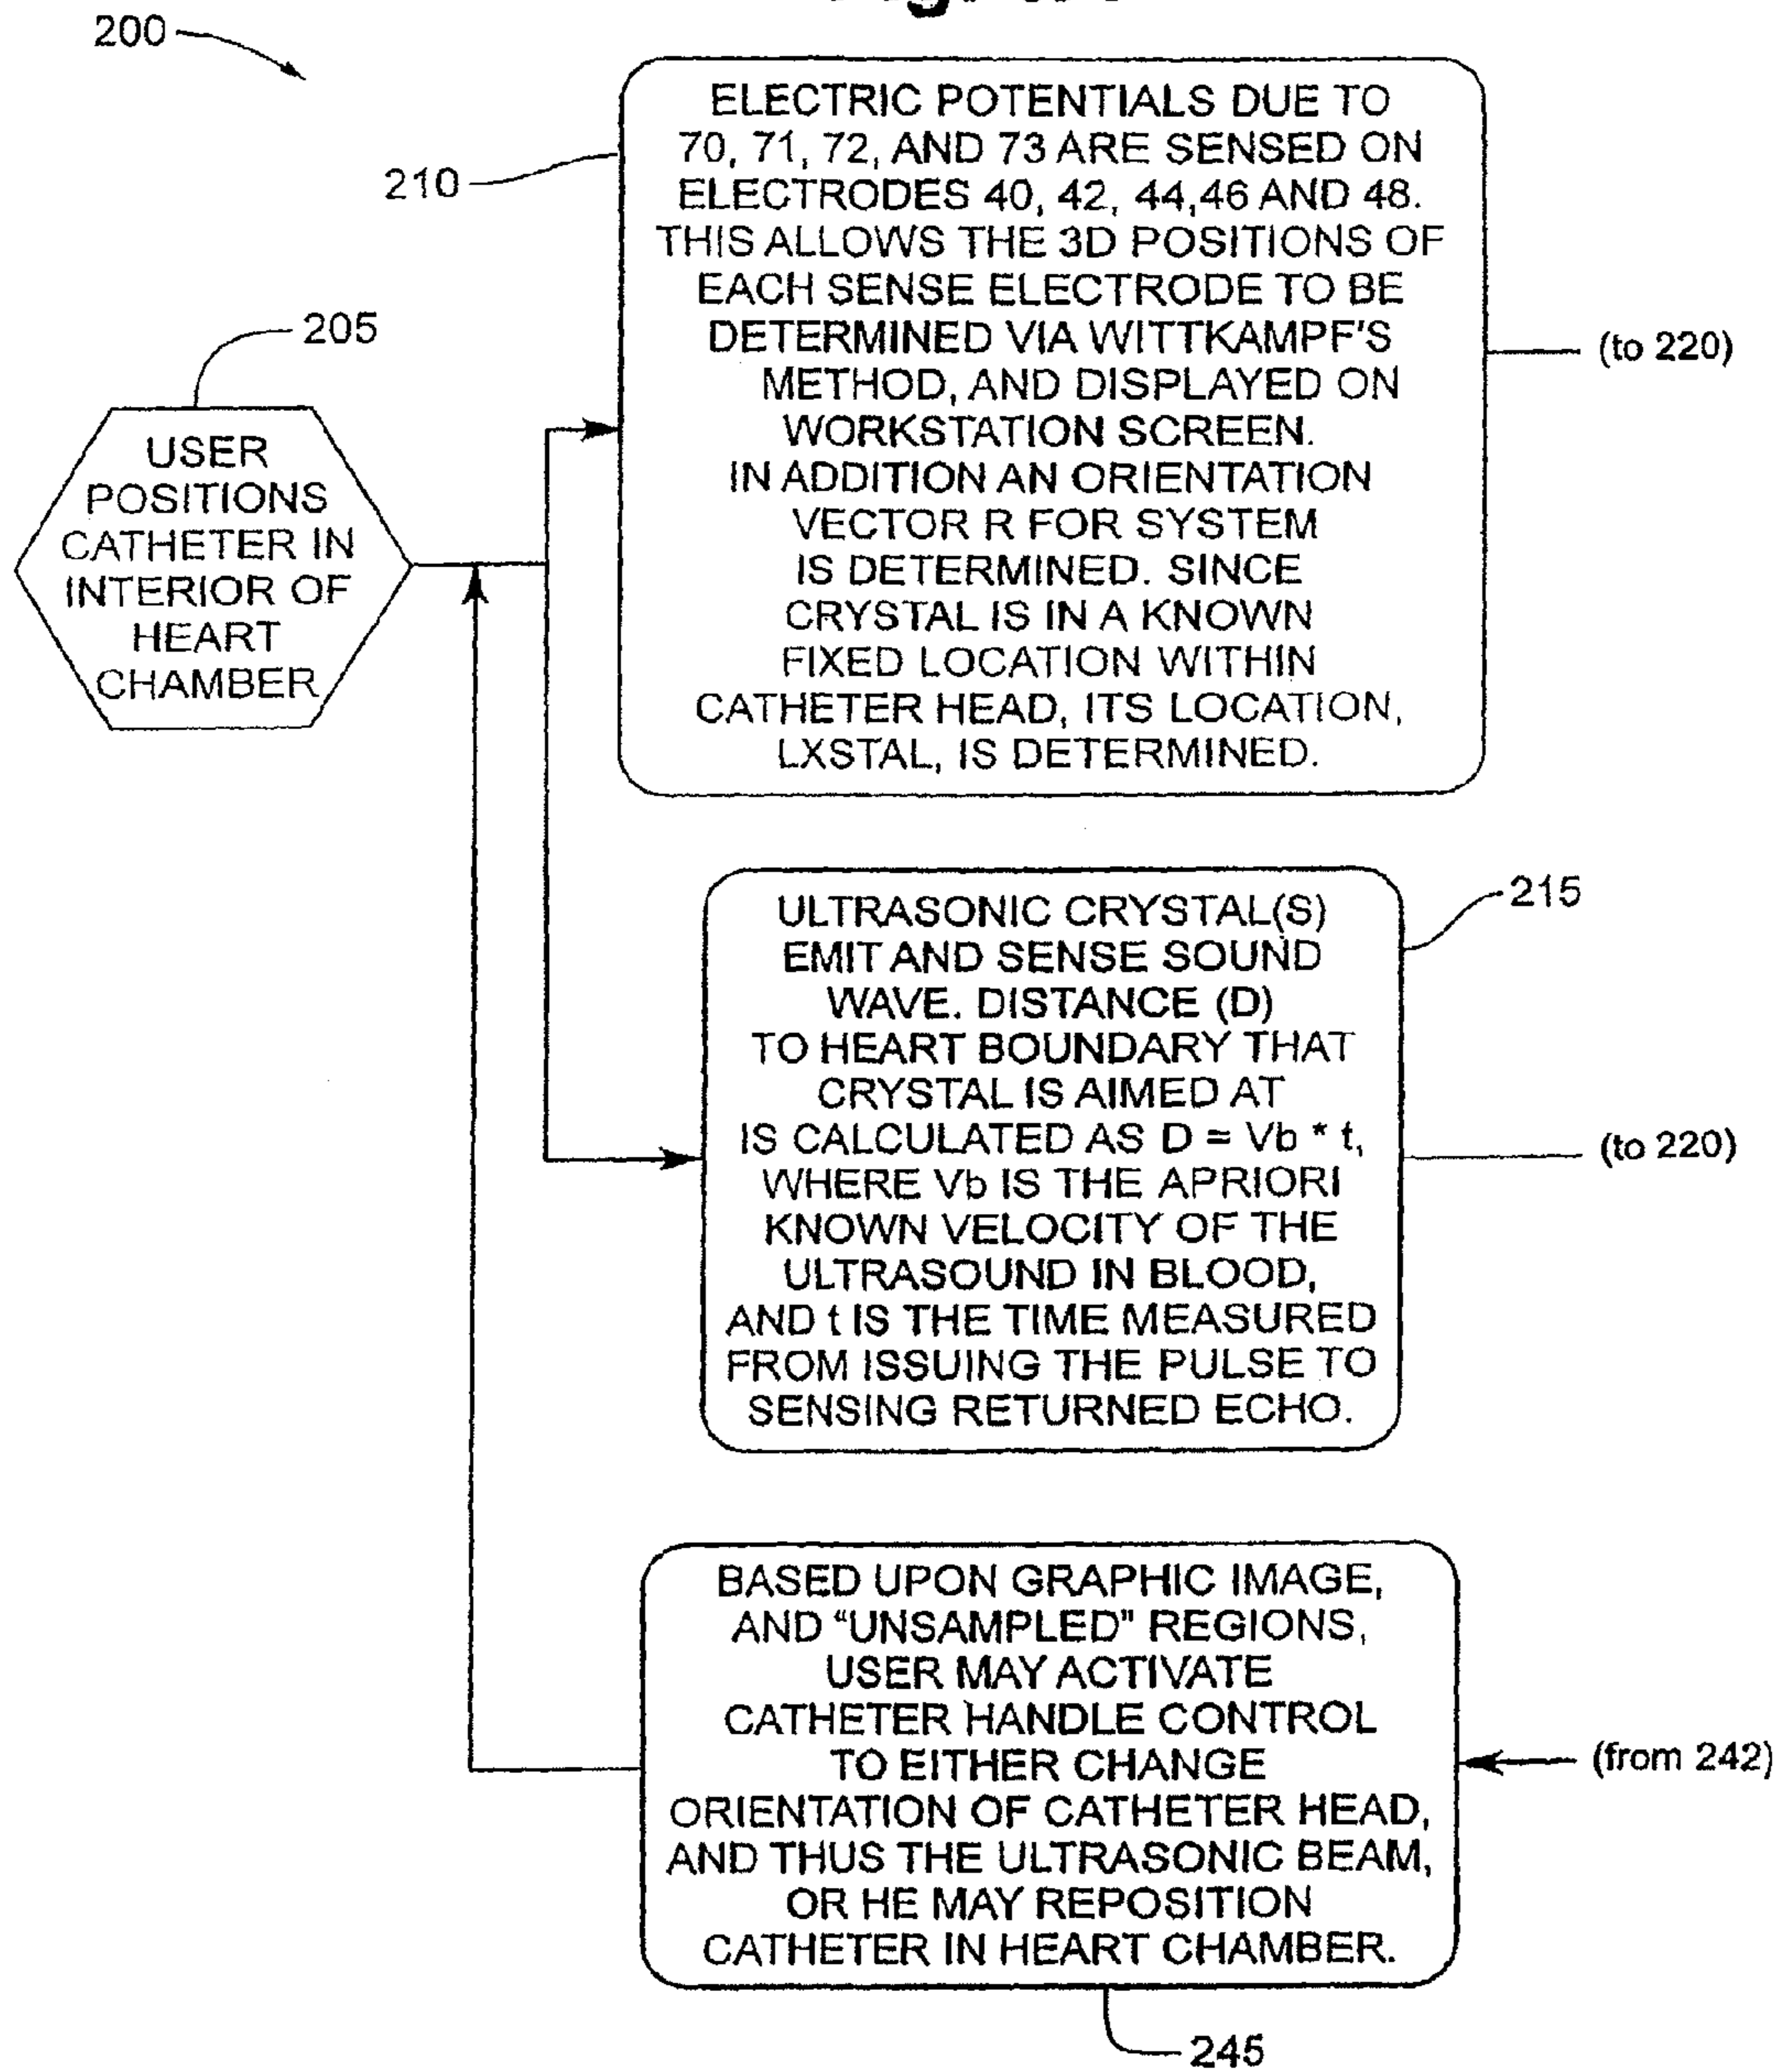 200
210
ELECTRIC POTENTIALS DUE TO
70, 71, 72, AND 73 ARE SENSED ON
ELECTRODES 40, 42, 44,46 AND 48.
THIS ALLOWS THE 3D POSITIONS OF
EACH SENSE ELECTRODE TO BE
DETERMINED VIA WITTKAMPF'S
METHOD, AND DISPLAYED ON
WORKSTATION SCREEN.
IN ADDITION AN ORIENTATION
VECTOR R FOR SYSTEM
IS DETERMINED. SINCE
CRYSTAL IS IN A KNOWN
FIXED LOCATION WITHIN
CATHETER HEAD, ITS LOCATION,
LXSTAL, IS DETERMINED.
(to 220)
205
USER
POSITIONS
CATHETER IN
INTERIOR OF
HEART
CHAMBER
215
ULTRASONIC CRYSTAL(S)
EMIT AND SENSE SOUND
WAVE. DISTANCE (D)
TO HEART BOUNDARY THAT
CRYSTAL IS AIMED AT
IS CALCULATED AS D = Vb * t,
WHERE Vb IS THE APRIORI
KNOWN VELOCITY OF THE
ULTRASOUND IN BLOOD,
AND t IS THE TIME MEASURED
FROM ISSUING THE PULSE TO
SENSING RETURNED ECHO.
(to 220)
BASED UPON GRAPHIC IMAGE,
AND "UNSAMPLED" REGIONS,
USER MAY ACTIVATE
CATHETER HANDLE CONTROL
TO EITHER CHANGE
ORIENTATION OF CATHETER HEAD,
AND THUS THE ULTRASONIC BEAM,
OR HE MAY REPOSITION
CATHETER IN HEART CHAMBER.
(from 242)
245